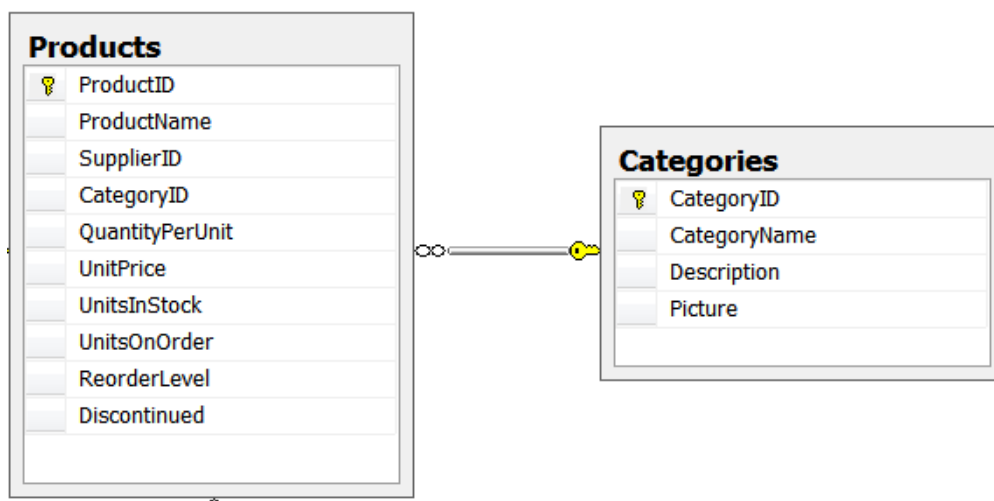 Products
ProductID
ProductName
SupplierID
CategoryID
QuantityPerUnit
UnitPrice
UnitsInStock
UnitsOnOrder
ReorderLevel
Discontinued
Categories
CategoryID
CategoryName
Description
Picture